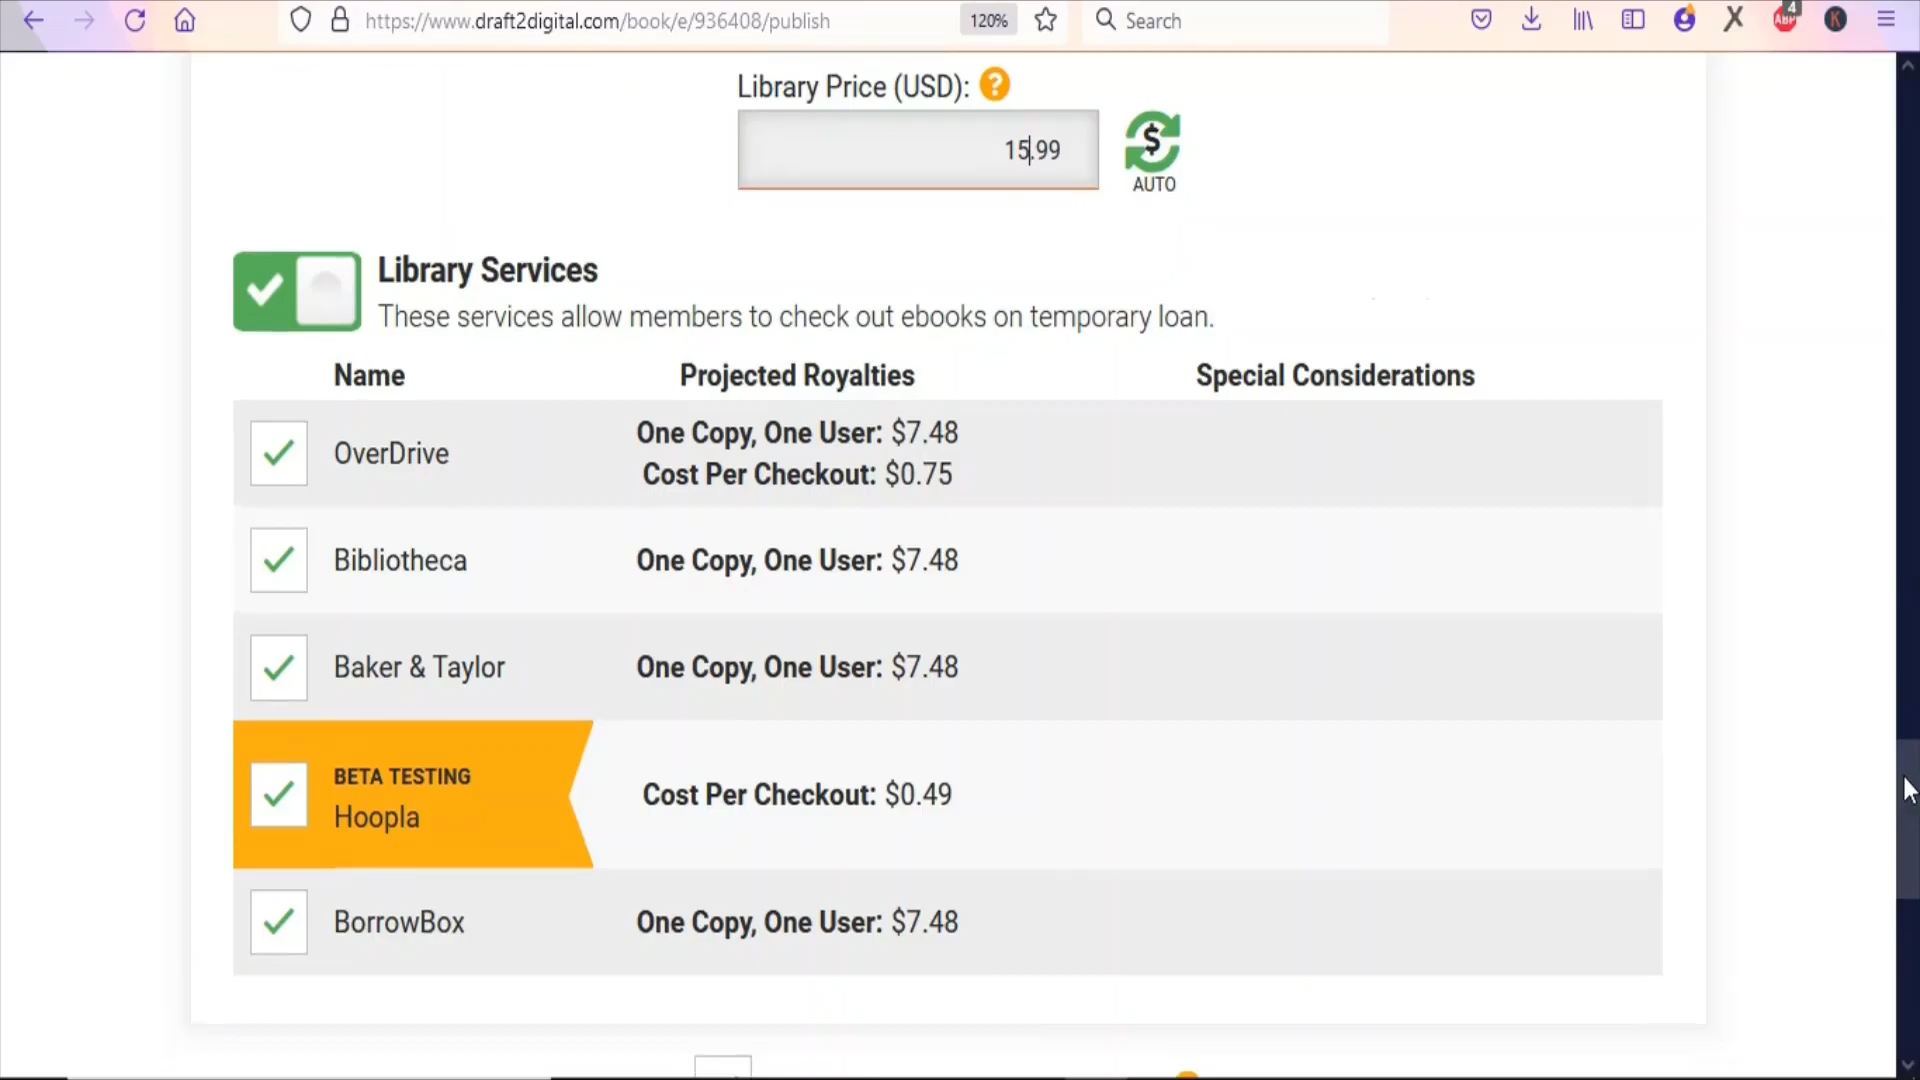 https://www.draft2digital.com/book/e/936408/publish
120%
Search
4
ABP
K
Library Price (USD): ?
15.99
$
AUTO
Library Services
These services allow members to check out ebooks on temporary loan.
Name Projected Royalties Special Considerations
OverDrive
One Copy, One User: $7.48
Cost Per Checkout: $0.75
Bibliotheca
One Copy, One User: $7.48
Baker & Taylor
One Copy, One User: $7.48
BETA TESTING
Hoopla
Cost Per Checkout: $0.49
BorrowBox
One Copy, One User: $7.48